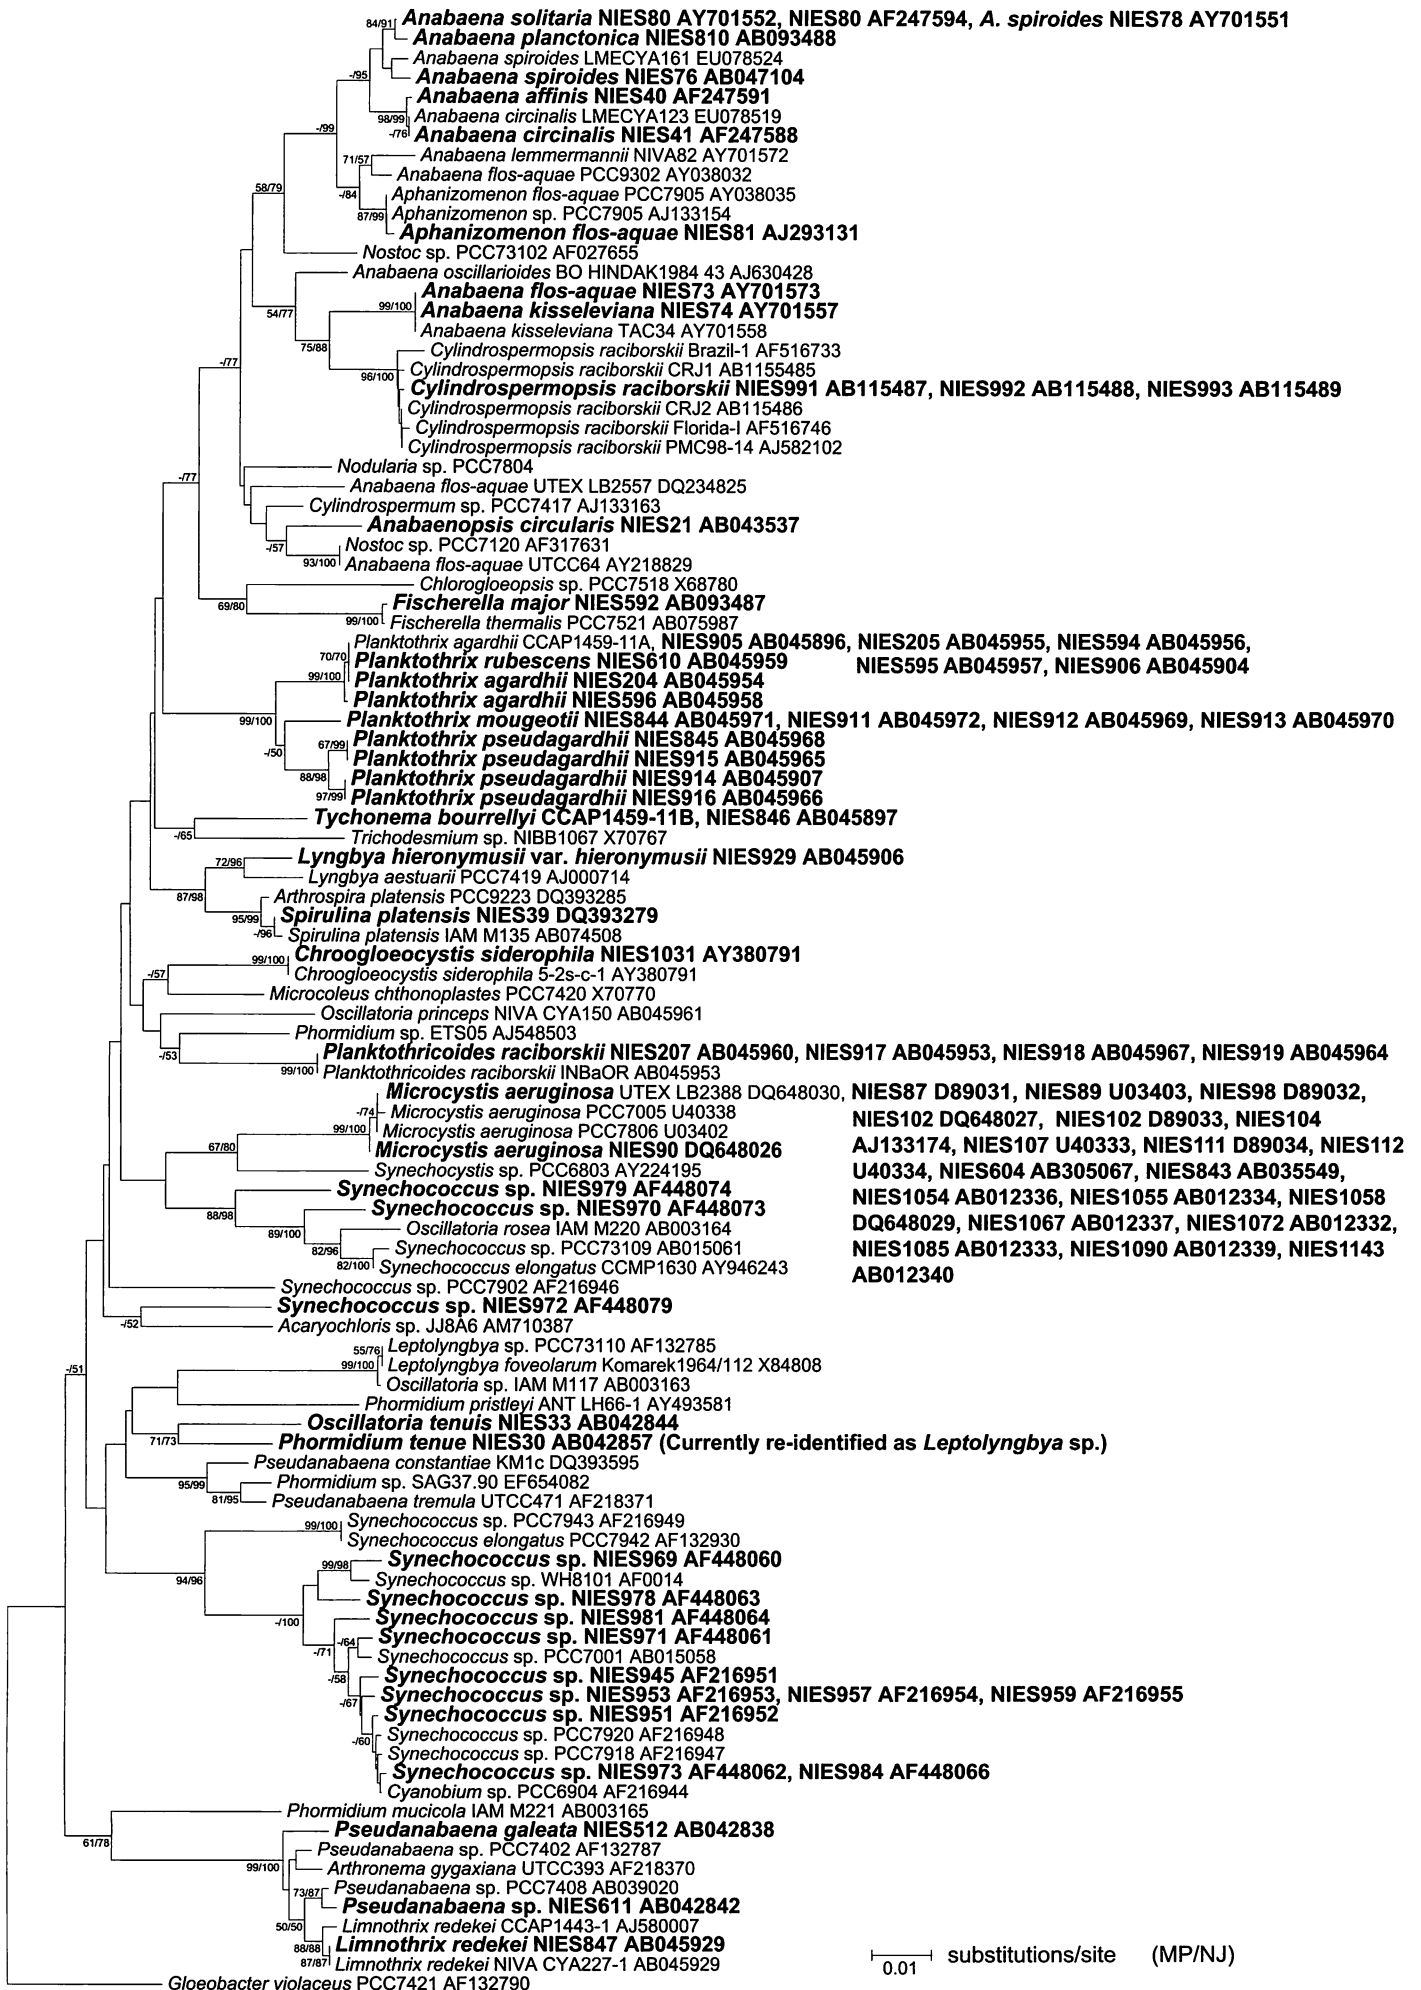 84/91
Anabaena solitaria NIES80 AY701552, NIES80 AF247594, A. spiroides NIES78 AY701551
Anabaena planctonica NIES810 AB093488
Anabaena spiroides LMECYA161 EU078524
-/95
Anabaena spiroides NIES76 AB047104
Anabaena affinis NIES40 AF247591
98/99
Anabaena circinalis LMECYA123 EU078519
-/99
-/76
Anabaena circinalis NIES41 AF247588
71/57
Anabaena lemmermannii NIVA82 AY701572
Anabaena flos-aquae PCC9302 AY038032
58/79
-/84
Aphanizomenon flos-aquae PCC7905 AY038035
87/99
Aphanizomenon sp. PCC7905 AJ133154
Aphanizomenon flos-aquae NIES81 AJ293131
Nostoc sp. PCC73102 AF027655
Anabaena oscillarioides BO HINDAK1984 43 AJ630428
Anabaena flos-aquae NIES73 AY701573
99/100
54/77
Anabaena kisseleviana NIES74 AY701557
Anabaena kisseleviana TAC34 AY701558
75/88
Cylindrospermopsis raciborskii Brazil-1 AF516733
-/77
Cylindrospermopsis raciborskii CRJ1 AB1155485
96/100
Cylindrospermopsis raciborskii NIES991 AB115487, NIES992 AB115488, NIES993 AB115489
Cylindrospermopsis raciborskii CRJ2 AB115486
Cylindrospermopsis raciborskii Florida-I AF516746
Cylindrospermopsis raciborskii PMC98-14 AJ582102
Nodularia sp. PCC7804
-/77
Anabaena flos-aquae UTEX LB2557 DQ234825
Cylindrospermum sp. PCC7417 AJ133163
Anabaenopsis circularis NIES21 AB043537
-/57
Nostoc sp. PCC7120 AF317631
93/100
Anabaena flos-aquae UTCC64 AY218829
Chlorogloeopsis sp. PCC7518 X68780
69/80
Fischerella major NIES592 AB093487
99/100
Fischerella thermalis PCC7521 AB075987
Planktothrix agardhii CCAP1459-11A, NIES905 AB045896, NIES205 AB045955, NIES594 AB045956,
70/70
Planktothrix rubescens NIES610 AB045959
NIES595 AB045957, NIES906 AB045904
99/100
Planktothrix agardhii NIES204 AB045954
Planktothrix agardhii NIES596 AB045958
99/100
Planktothrix mougeotii NIES844 AB045971, NIES911 AB045972, NIES912 AB045969, NIES913 AB045970
67/99
Planktothrix pseudagardhii NIES845 AB045968
-/50
Planktothrix pseudagardhii NIES915 AB045965
88/98
Planktothrix pseudagardhii NIES914 AB045907
97/99
Planktothrix pseudagardhii NIES916 AB045966
Tychonema bourrellyi CCAP1459-11B, NIES846 AB045897
-/65
Trichodesmium sp. NIBB1067 X70767
72/96
Lyngbya hieronymusii var. hieronymusii NIES929 AB045906
Lyngbya aestuarii PCC7419 AJ000714
87/98
Arthrospira platensis PCC9223 DQ393285
95/99
Spirulina platensis NIES39 DQ393279
-/96
Spirulina platensis IAM M135 AB074508
Chroogloeocystis siderophila NIES1031 AY380791
99/100
-/57
Chroogloeocystis siderophila 5-2s-c-1 AY380791
Microcoleus chthonoplastes PCC7420 X70770
Oscillatoria princeps NIVA CYA150 AB045961
Phormidium sp. ETS05 AJ548503
-/53
Planktothricoides raciborskii NIES207 AB045960, NIES917 AB045953, NIES918 AB045967, NIES919 AB045964
99/100
Planktothricoides raciborskii INBaOR AB045953
Microcystis aeruginosa UTEX LB2388 DQ648030, NIES87 D89031, NIES89 U03403, NIES98 D89032,
-/74
Microcystis aeruginosa PCC7005 U40338
NIES102 DQ648027, NIES102 D89033, NIES104
99/100
Microcystis aeruginosa PCC7806 U03402
AJ133174, NIES107 U40333, NIES111 D89034, NIES112
67/80
Microcystis aeruginosa NIES90 DQ648026
Synechocystis sp. PCC6803 AY224195
U40334, NIES604 AB305067, NIES843 AB035549,
Synechococcus sp. NIES979 AF448074
NIES1054 AB012336, NIES1055 AB012334, NIES1058
88/98
Synechococcus sp. NIES970 AF448073
DQ648029, NIES1067 AB012337, NIES1072 AB012332,
89/100
Oscillatoria rosea IAM M220 AB003164
82/96
Synechococcus sp. PCC73109 AB015061
NIES1085 AB012333, NIES1090 AB012339, NIES1143
82/100
Synechococcus elongatus CCMP1630 AY946243
AB012340
Synechococcus sp. PCC7902 AF216946
Synechococcus sp. NIES972 AF448079
-/52
Acaryochloris sp. JJ8A6 AM710387
Leptolyngbya sp. PCC73110 AF132785
55/76
-/51
99/100
Leptolyngbya foveolarum Komarek1964/112 X84808
Oscillatoria sp. IAM M117 AB003163
Phormidium pristleyi ANT LH66-1 AY493581
Oscillatoria tenuis NIES33 AB042844
71/73
Phormidium tenue NIES30 AB042857 (Currently re-identified as Leptolyngbya sp.)
Pseudanabaena constantiae KM1c DQ393595
95/99
Phormidium sp. SAG37.90 EF654082
81/95
Pseudanabaena tremula UTCC471 AF218371
Synechococcus sp. PCC7943 AF216949
99/100
Synechococcus elongatus PCC7942 AF132930
Synechococcus sp. NIES969 AF448060
99/98
94/96
Synechococcus sp. WH8101 AF0014
Synechococcus sp. NIES978 AF448063
-/100
Synechococcus sp. NIES981 AF448064
-/64
Synechococcus sp. NIES971 AF448061
-/71
Synechococcus sp. PCC7001 AB015058
-/58
Synechococcus sp. NIES945 AF216951
Synechococcus sp. NIES953 AF216953, NIES957 AF216954, NIES959 AF216955
-/67
Synechococcus sp. NIES951 AF216952
Synechococcus sp. PCC7920 AF216948
-/60
Synechococcus sp. PCC7918 AF216947
Synechococcus sp. NIES973 AF448062, NIES984 AF448066
Cyanobium sp. PCC6904 AF216944
Phormidium mucicola IAM M221 AB003165
61/78
Pseudanabaena galeata NIES512 AB042838
Pseudanabaena sp. PCC7402 AF132787
99/100
Arthronema gygaxiana UTCC393 AF218370
73/87
Pseudanabaena sp. PCC7408 AB039020
Pseudanabaena sp. NIES611 AB042842
50/50
Limnothrix redekei CCAP1443-1 AJ580007
88/88
Limnothrix redekei NIES847 AB045929
87/87
Limnothrix redekei NIVA CYA227-1 AB045929
Gloeobacter violaceus PCC7421 AF132790
substitutions/site (MP/NJ)
0.01